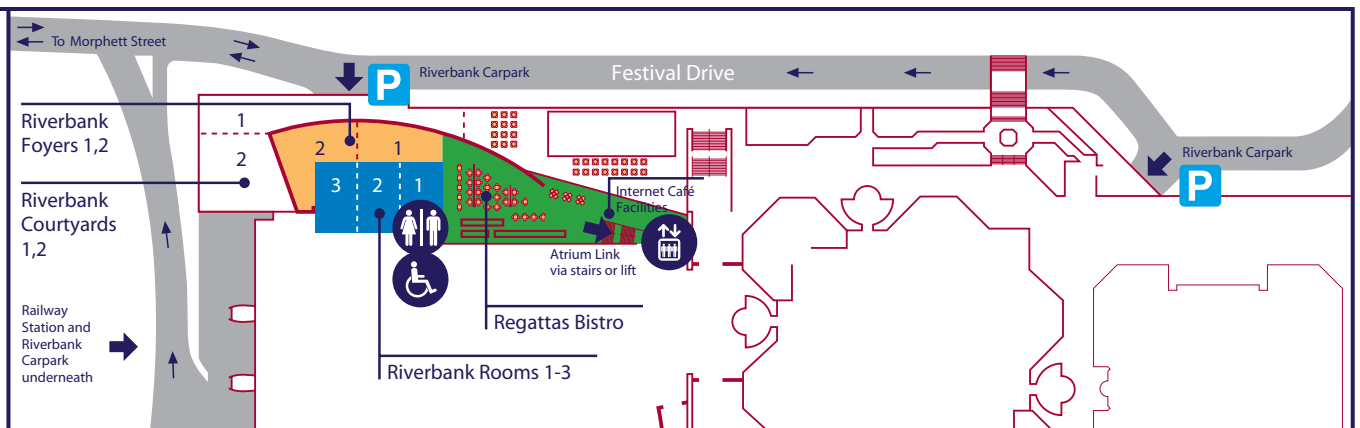 To Morphett Street
Riverbank Carpark
P
Festival Drive
Riverbank
Foyers 1,2
1
2
2
1
Riverbank
Courtyards
1,2
3
2
1
Riverbank Carpark
P
Internet Café
Facilities
Atrium Link
via stairs or lift
Railway
Station and
Riverbank
Carpark
underneath
Regattas Bistro
Riverbank Rooms 1-3